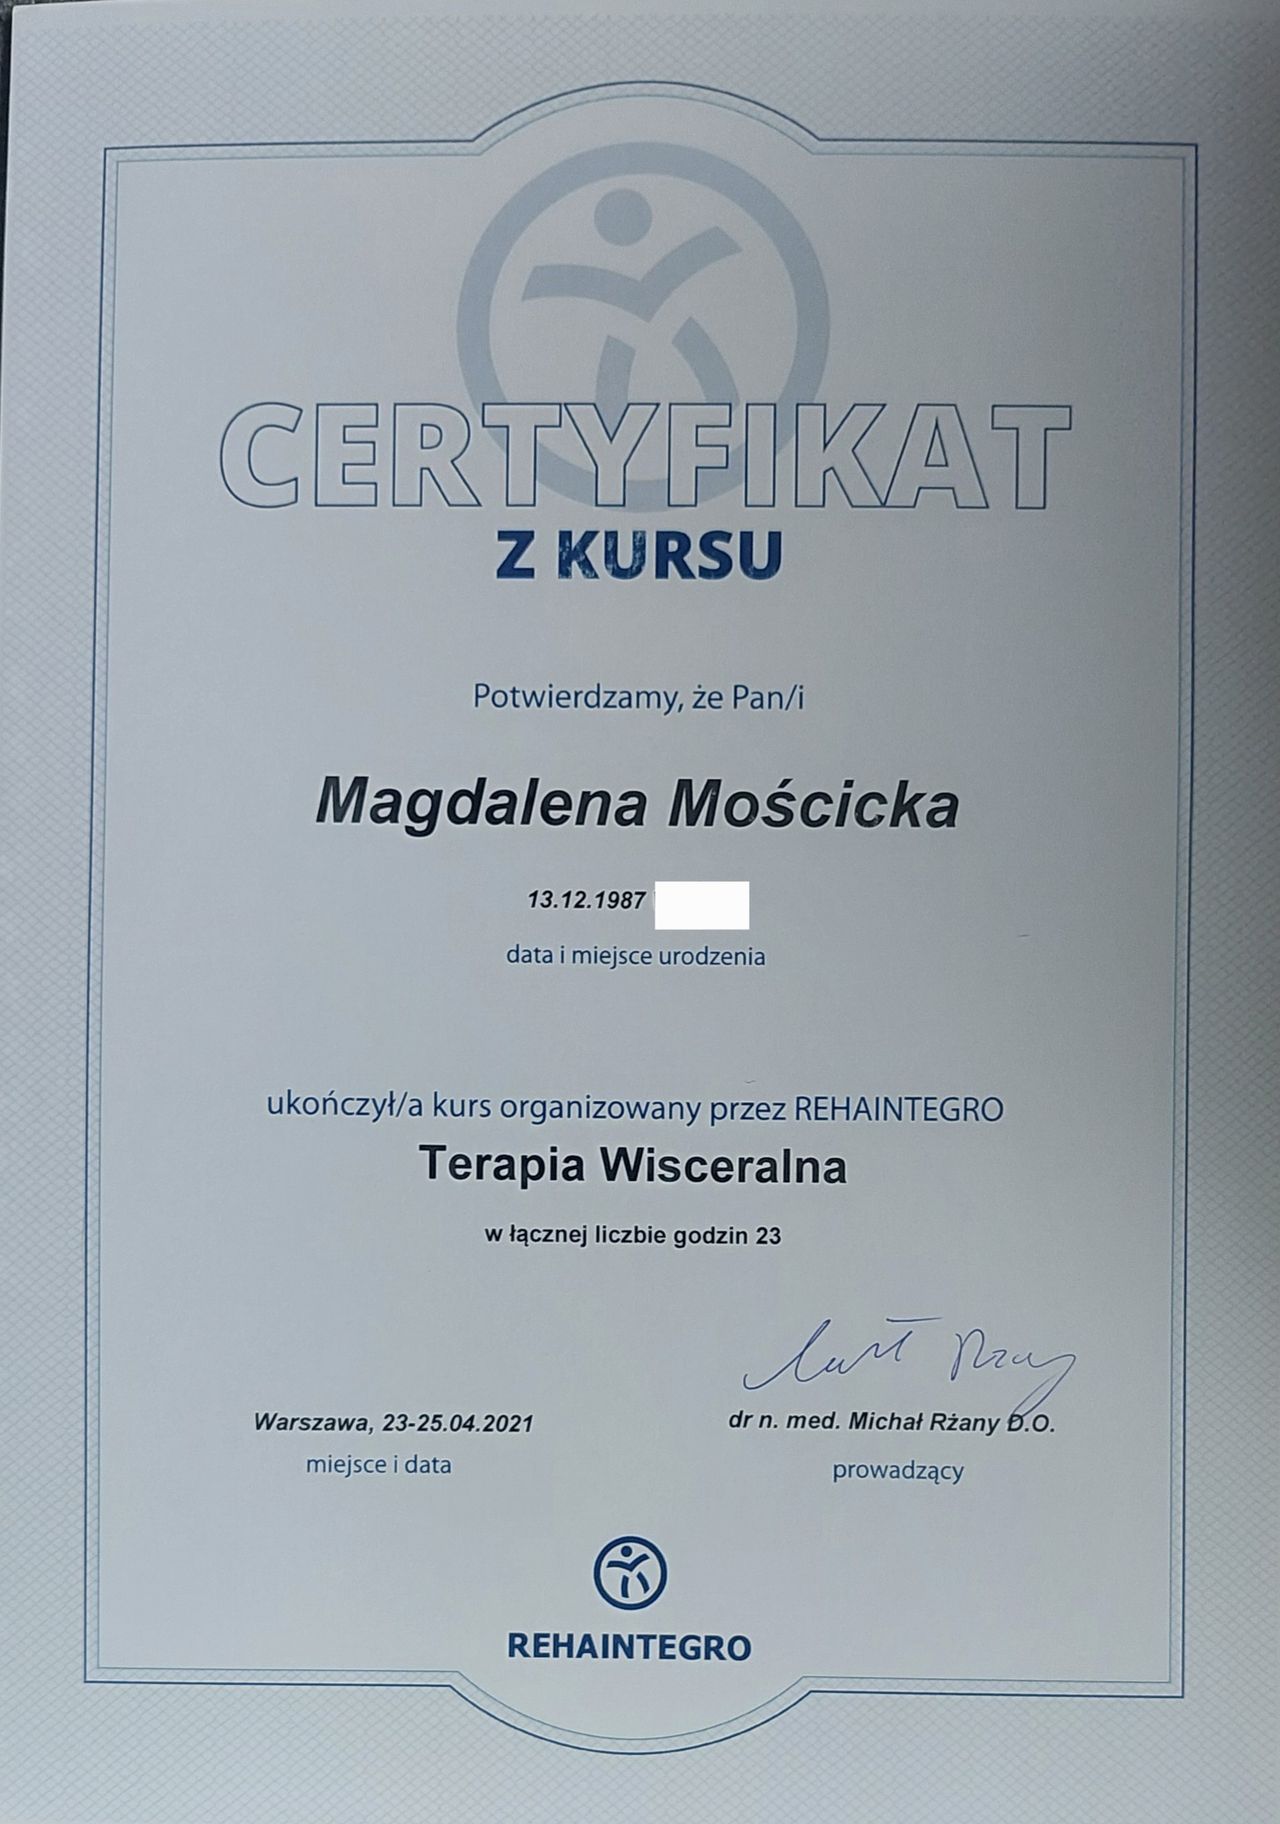 CERTYFIKAT
Z KURSU
Potwierdzamy, że Pan/i
Magdalena Mościcka
13.12.1987
data i miejsce urodzenia
ukończył/a kurs organizowany przez REHAINTEGRO
Terapia Wisceralna
w łącznej liczbie godzin 23
Warszawa, 23-25.04.2021
miejsce i data
dr n. med. Michał Rżany D.O.
prowadzący
REHAINTEGRO